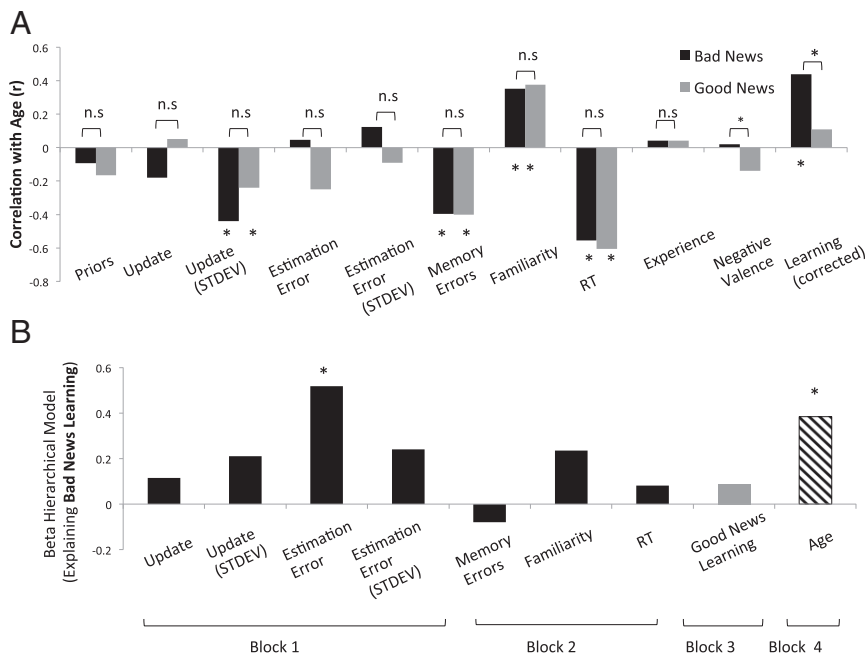 A
0.6
0.4
0.2
0
-0.2
-0.4
-0.6
-0.8
Correlation with Age (r)
Bad News
Good News
n.s
n.s
n.s
n.s
n.s
n.s
n.s
n.s
n.s
*
*
* *
* *
* *
* *
*
Priors
Update
Update
(STDEV)
Estimation
Error
Estimation
Error
(STDEV)
Memory
Errors
Familiarity
RT
Experience
Negative
Valence
Learning
(corrected)
B
0.6
0.4
0.2
0
-0.2
Beta Hierarchical Model
(Explaining Bad News Learning)
*
*
Update
Update
(STDEV)
Estimation
Error
Estimation
Error
(STDEV)
Memory
Errors
Familiarity
RT
Good News
Learning
Age
Block 1
Block 2
Block 3
Block 4